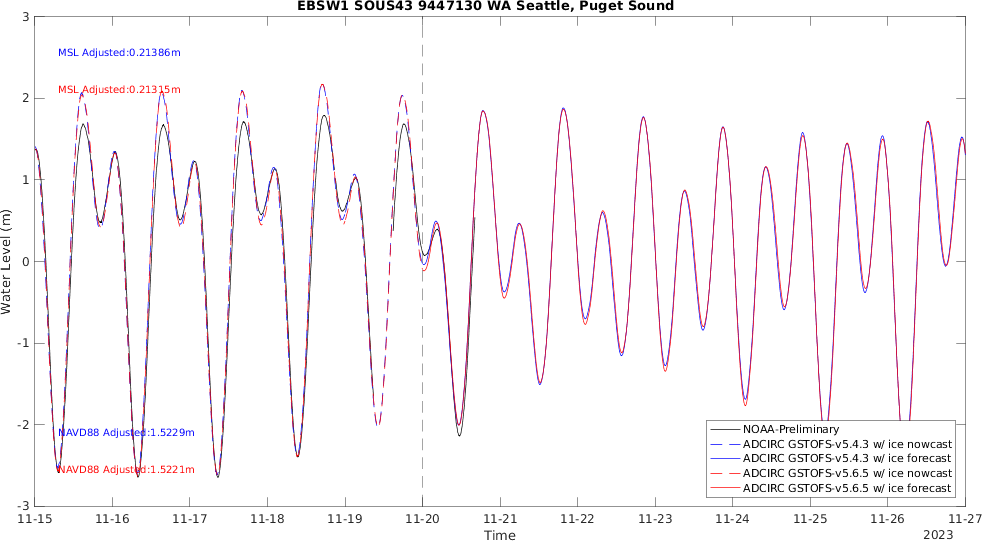 EBSW1 SOUS43 9447130 WA Seattle, Puget Sound
3
2
1
0
-1
-2
-3
Water Level (m)
MSL Adjusted:0.21386m
MSL Adjusted:0.21315m
NAVD88 Adjusted:1.5229m
NAVD88 Adjusted:1.5221m
NOAA-Preliminary
ADCIRC GSTOFS-v5.4.3 w/ ice nowcast
ADCIRC GSTOFS-v5.4.3 w/ ice forecast
ADCIRC GSTOFS-v5.6.5 w/ ice nowcast
ADCIRC GSTOFS-v5.6.5 w/ ice forecast
11-15 11-16 11-17 11-18 11-19 11-20 11-21 11-22 11-23 11-24 11-25 11-26 11-27
Time
2023